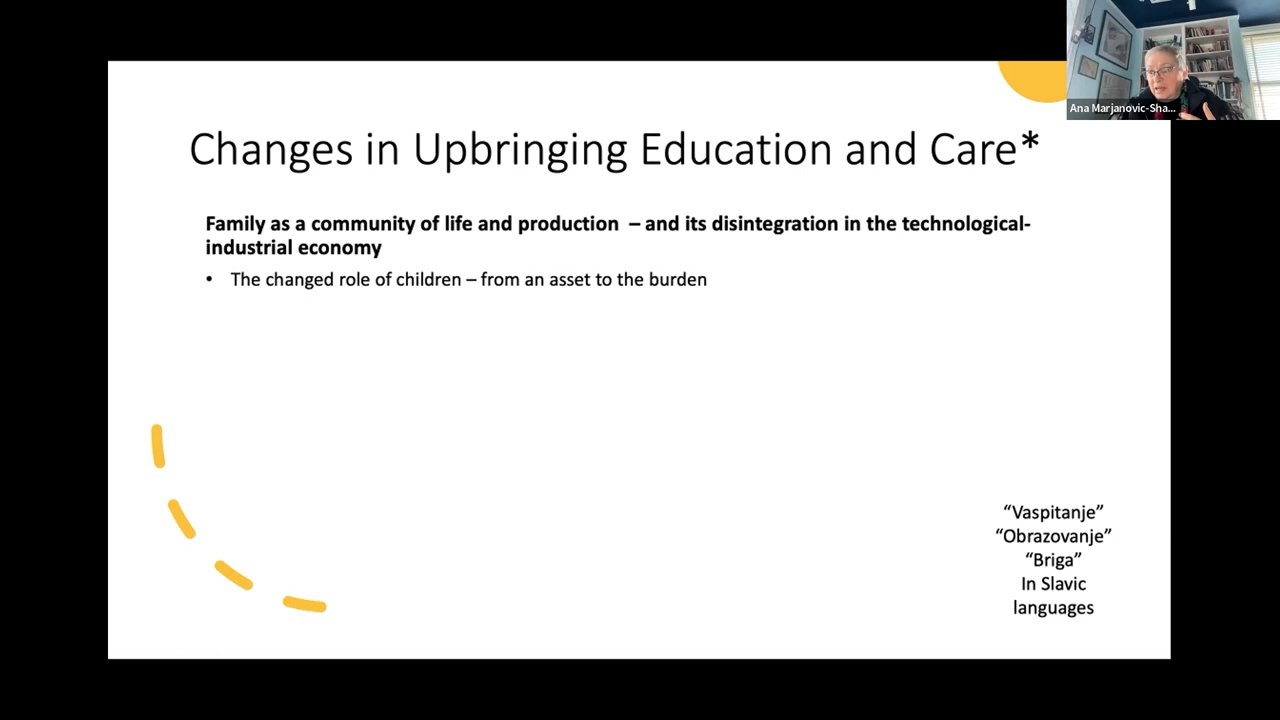 Ana Marjanovic-Sha...
Changes in Upbringing Education and Care*
Family as a community of life and production – and its disintegration in the technological-
industrial economy
• The changed role of children – from an asset to the burden
“Vaspitanje”
“Obrazovanje”
“Briga”
In Slavic
languages